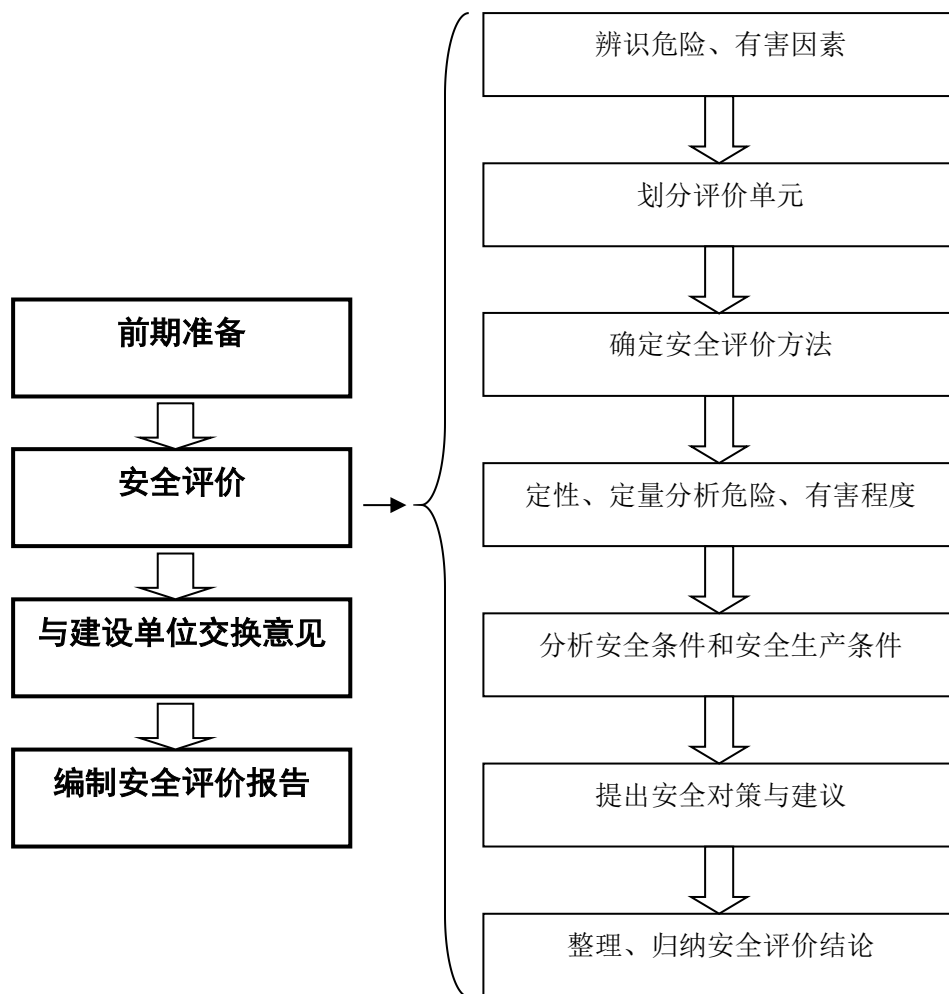 前期准备
安全评价
与建设单位交换意见
编制安全评价报告
辨识危险、有害因素
划分评价单元
确定安全评价方法
定性、定量分析危险、有害程度
分析安全条件和安全生产条件
提出安全对策与建议
整理、归纳安全评价结论